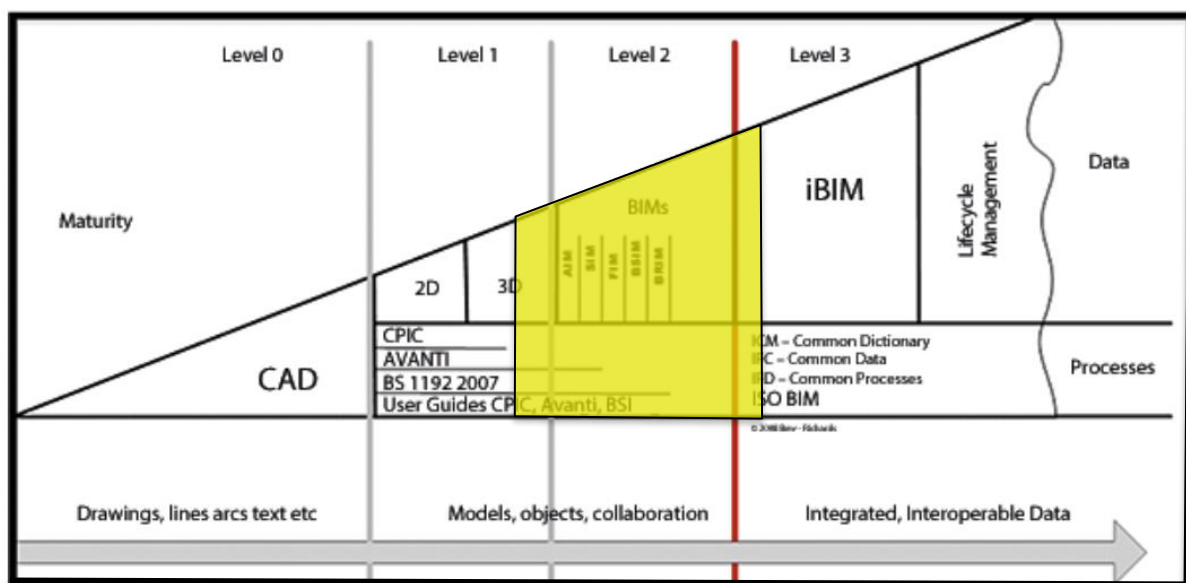 Level 0
Level 1
Level 2
Level 3
Maturity
CAD
2D
3D
BIMs
AIM
SIM
FIM
BSIM
BRIM
iBIM
Lifecycle
Management
Data
CPIC
AVANTI
BS 1192 2007
User Guides CPIC, Avanti, BSI
– Common Dictionary
– Common Data
– Common Processes
ISO BIM
Processes
Drawings, lines arcs text etc
Models, objects, collaboration
Integrated, Interoperable Data